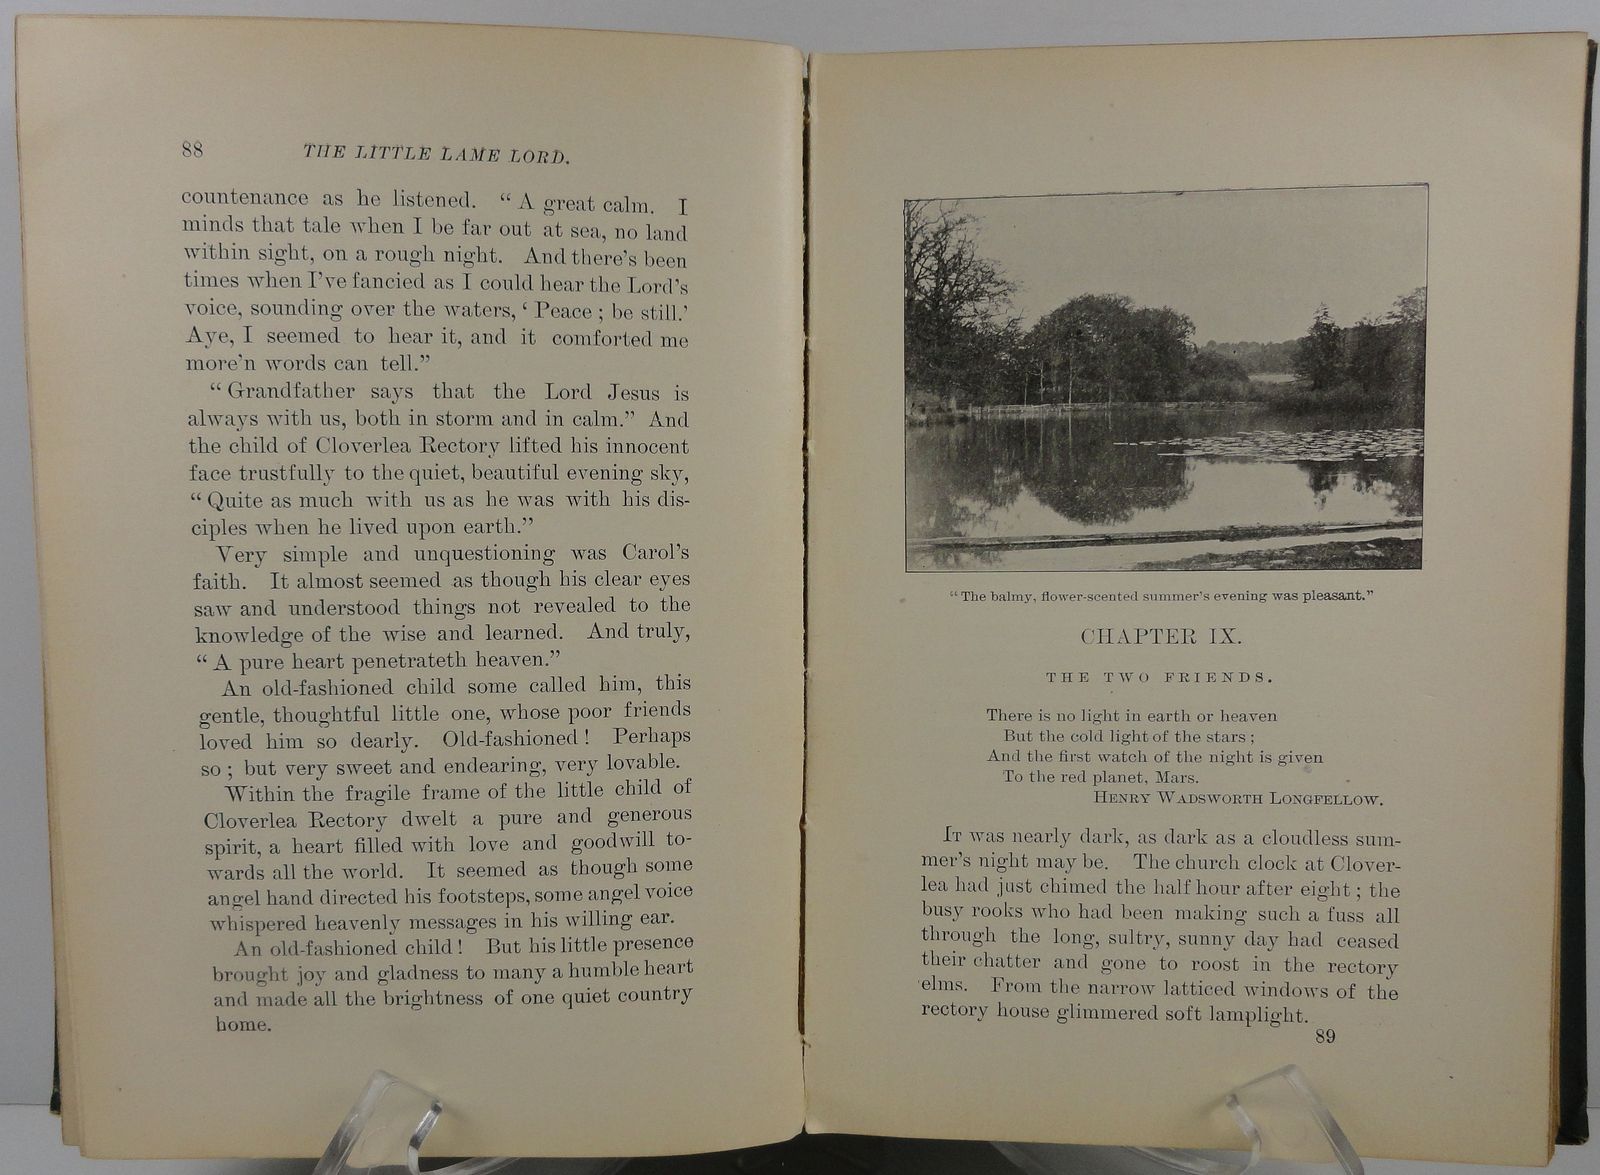 88 THE LITTLE LAME LORD.
countenance as he listened. “ A great calm. I
minds that tale when I be far out at sea, no land
within sight, on a rough night. And there’s been
times when I’ve fancied as I could hear the Lord’s
voice, sounding over the waters, ‘ Peace ; be still.’
Aye, I seemed to hear it, and it comforted me
more’n words can tell.”
“ Grandfather says that the Lord Jesus is
always with us, both in storm and in calm.” And
the child of Cloverlea Rectory lifted his innocent
face trustfully to the quiet, beautiful evening sky,
“ Quite as much with us as he was with his dis-
ciples when he lived upon earth.”
Very simple and unquestioning was Carol’s
faith. It almost seemed as though his clear eyes
saw and understood things not revealed to the
knowledge of the wise and learned. And truly,
“ A pure heart penetrateth heaven.”
An old-fashioned child some called him, this
gentle, thoughtful little one, whose poor friends
loved him so dearly. Old-fashioned ! Perhaps
so ; but very sweet and endearing, very lovable.
Within the fragile frame of the little child of
Cloverlea Rectory dwelt a pure and generous
spirit, a heart filled with love and goodwill to-
wards all the world. It seemed as though some
angel hand directed his footsteps, some angel voice
whispered heavenly messages in his willing ear.
An old-fashioned child ! But his little presence
brought joy and gladness to many a humble heart
and made all the brightness of one quiet country
home.
“ The balmy, flower-scented summer’s evening was pleasant.”
CHAPTER IX.
THE TWO FRIENDS.
There is no light in earth or heaven
But the cold light of the stars ;
And the first watch of the night is given
To the red planet, Mars.
HENRY WADSWORTH LONGFELLOW.
IT was nearly dark, as dark as a cloudless sum-
mer’s night may be. The church clock at Clover-
lea had just chimed the half hour after eight ; the
busy rooks who had been making such a fuss all
through the long, sultry, sunny day had ceased
their chatter and gone to roost in the rectory
elms. From the narrow latticed windows of the
rectory house glimmered soft lamplight.
89